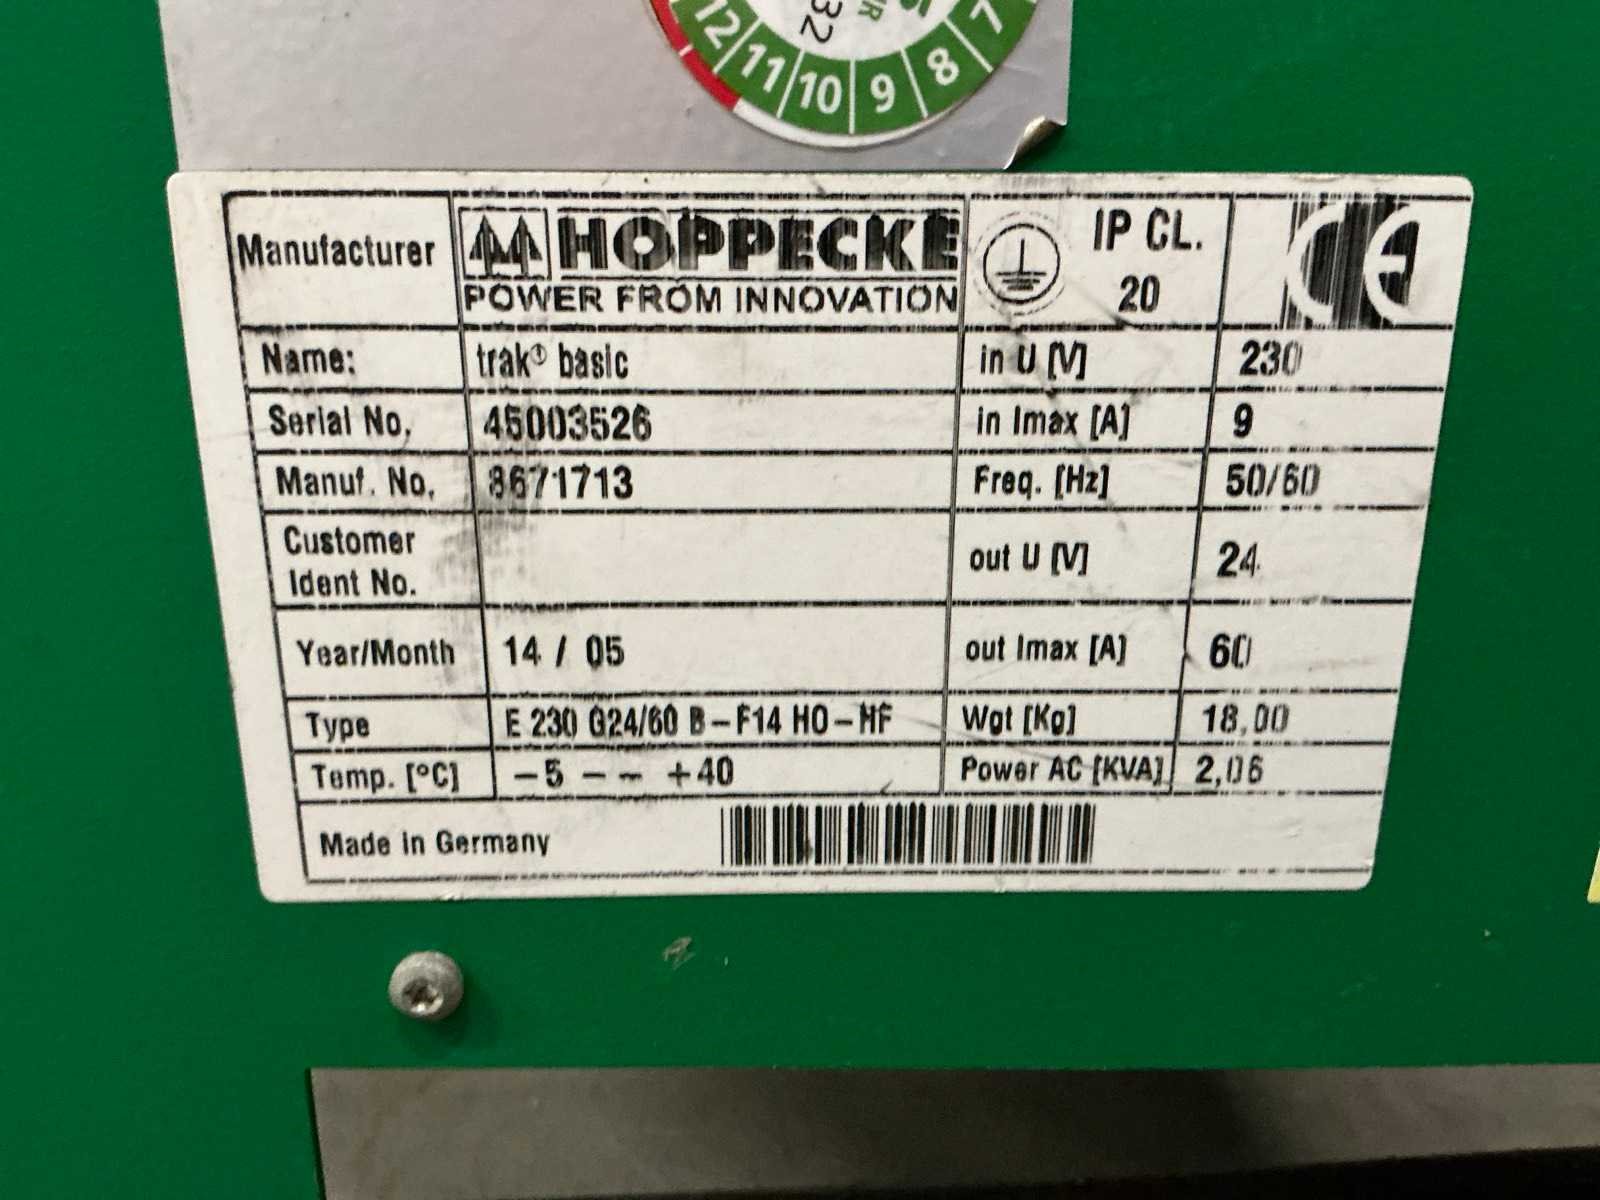 12 11 10 9 8 7
32
Manufacturer HOPPECKE IP CL. CE
POWER FROM INNOVATION 20
Name: trak® basic in U [V] 230
Serial No. 45003526 in Imax [A] 9
Manuf. No. 8671713 Freq. [Hz] 50/60
Customer
Ident No.
out U [V] 24
Year/Month 14 / 05 out Imax [A] 60
Type E 230 G24/60 B-F14 HO-HF Wgt [Kg] 18,00
Temp. [°C] -5 -- +40 Power AC [KVA] 2,06
Made in Germany